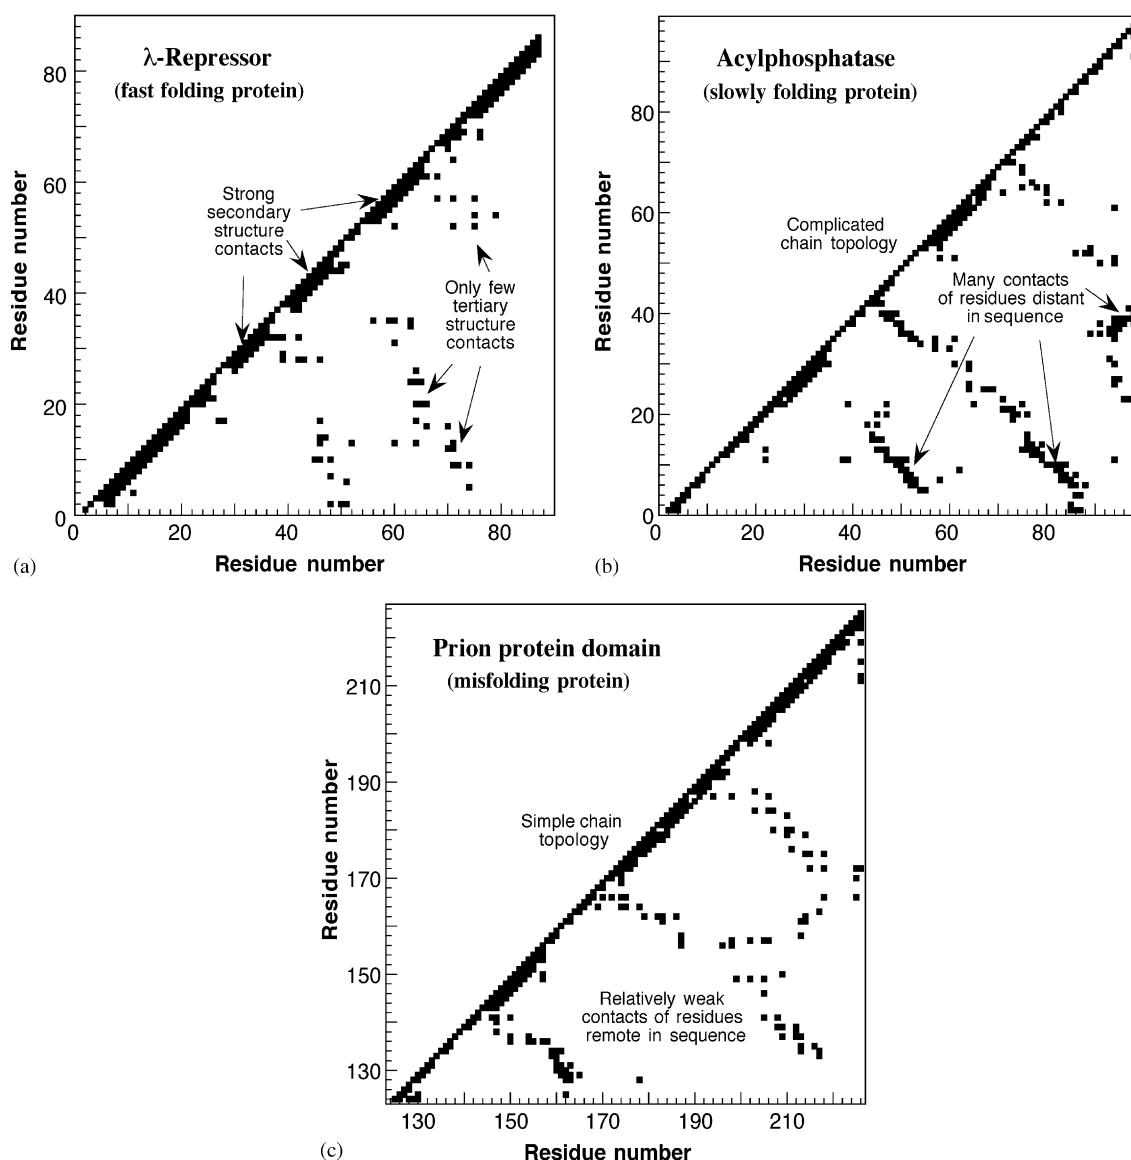 λ-Repressor
(fast folding protein)
Strong
secondary
structure
contacts
Only few
tertiary
structure
contacts
Residue number
80
60
40
20
0
0 20 40 60 80
Residue number
(a)
Acylphosphatase
(slowly folding protein)
Complicated
chain topology
Many contacts
of residues distant
in sequence
Residue number
80
60
40
20
0
0 20 40 60 80
Residue number
(b)
Prion protein domain
(misfolding protein)
Simple chain
topology
Relatively weak
contacts of residues
remote in sequence
Residue number
210
190
170
150
130
130 150 170 190 210
Residue number
(c)